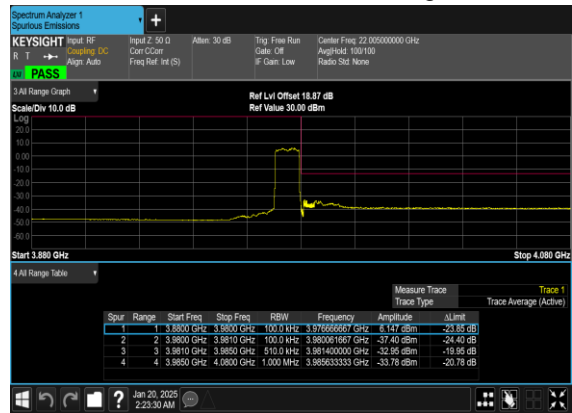 Spectrum Analyzer 1
Spurious Emissions
KEYSIGHT Input: RF Input Z: 50 Ω Atten: 30 dB Trig: Free Run Center Freq: 22.005000000 GHz
R T Coupling: DC Corr CCorr Gate: Off Avg|Hold: 100/100
Align: Auto Freq Ref: Int (S) IF Gain: Low Radio Std: None
PASS
3 All Range Graph
Ref Lvl Offset 18.87 dB
Scale/Div 10.0 dB Ref Value 30.00 dBm
Log
20.0
10.0
0.00
-10.0
-20.0
-30.0
-40.0
-50.0
-60.0
Start 3.880 GHz Stop 4.080 GHz
4 All Range Table
Measure Trace Trace 1
Trace Type Trace Average (Active)
Spur Range Start Freq Stop Freq RBW Frequency Amplitude ΔLimit
1 1 3.8800 GHz 3.9800 GHz 100.0 kHz 3.976666667 GHz 6.147 dBm -23.85 dB
2 2 3.9800 GHz 3.9810 GHz 100.0 kHz 3.980061667 GHz -37.40 dBm -24.40 dB
3 3 3.9810 GHz 3.9850 GHz 510.0 kHz 3.981400000 GHz -32.95 dBm -19.95 dB
4 4 3.9850 GHz 4.0800 GHz 1.000 MHz 3.985633333 GHz -33.78 dBm -20.78 dB
Jan 20, 2025
2:23:30 AM